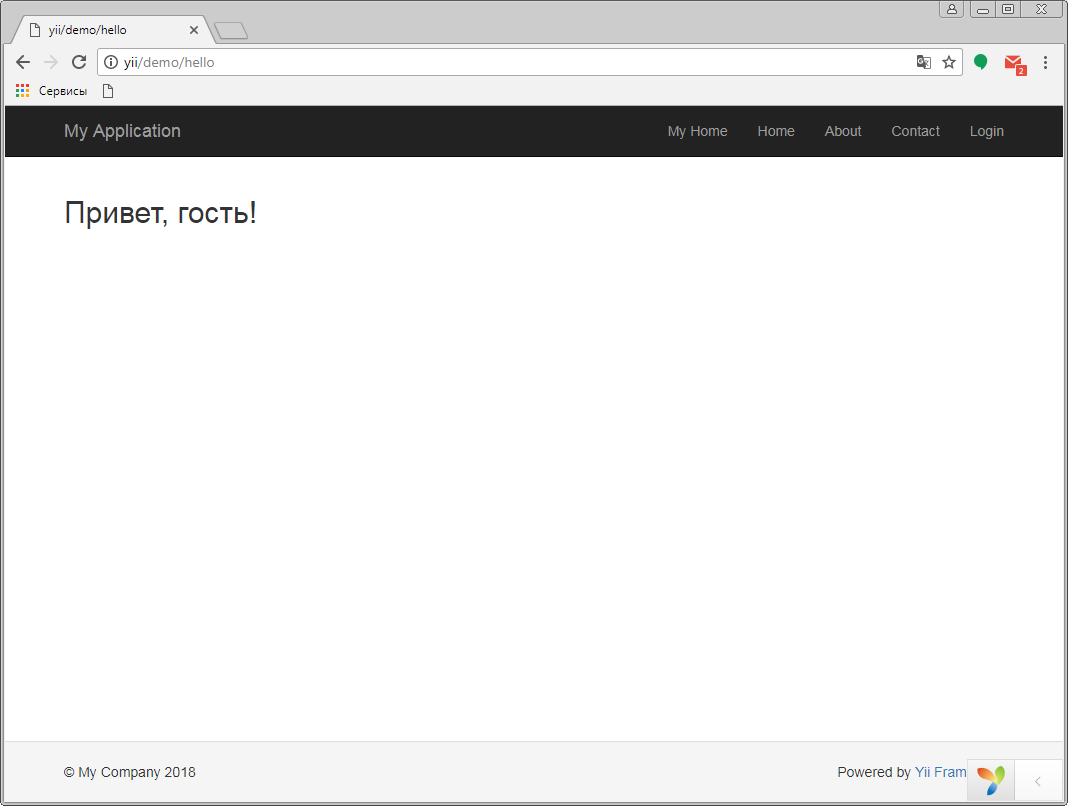 yii/demo/hello
yii/demo/hello
2
Сервисы
My Application My Home Home About Contact Login
Привет, гость!
© My Company 2018 Powered by Yii Fram